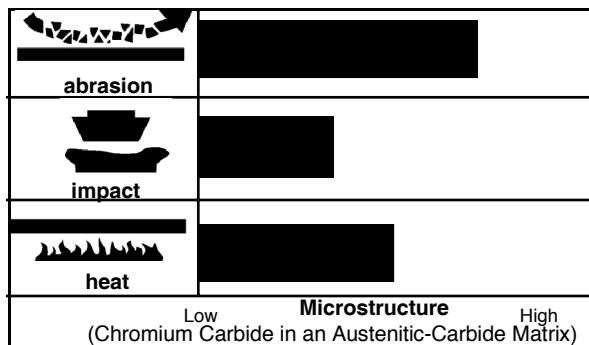 abrasion
impact
heat
Low Microstructure High
(Chromium Carbide in an Austenitic-Carbide Matrix)